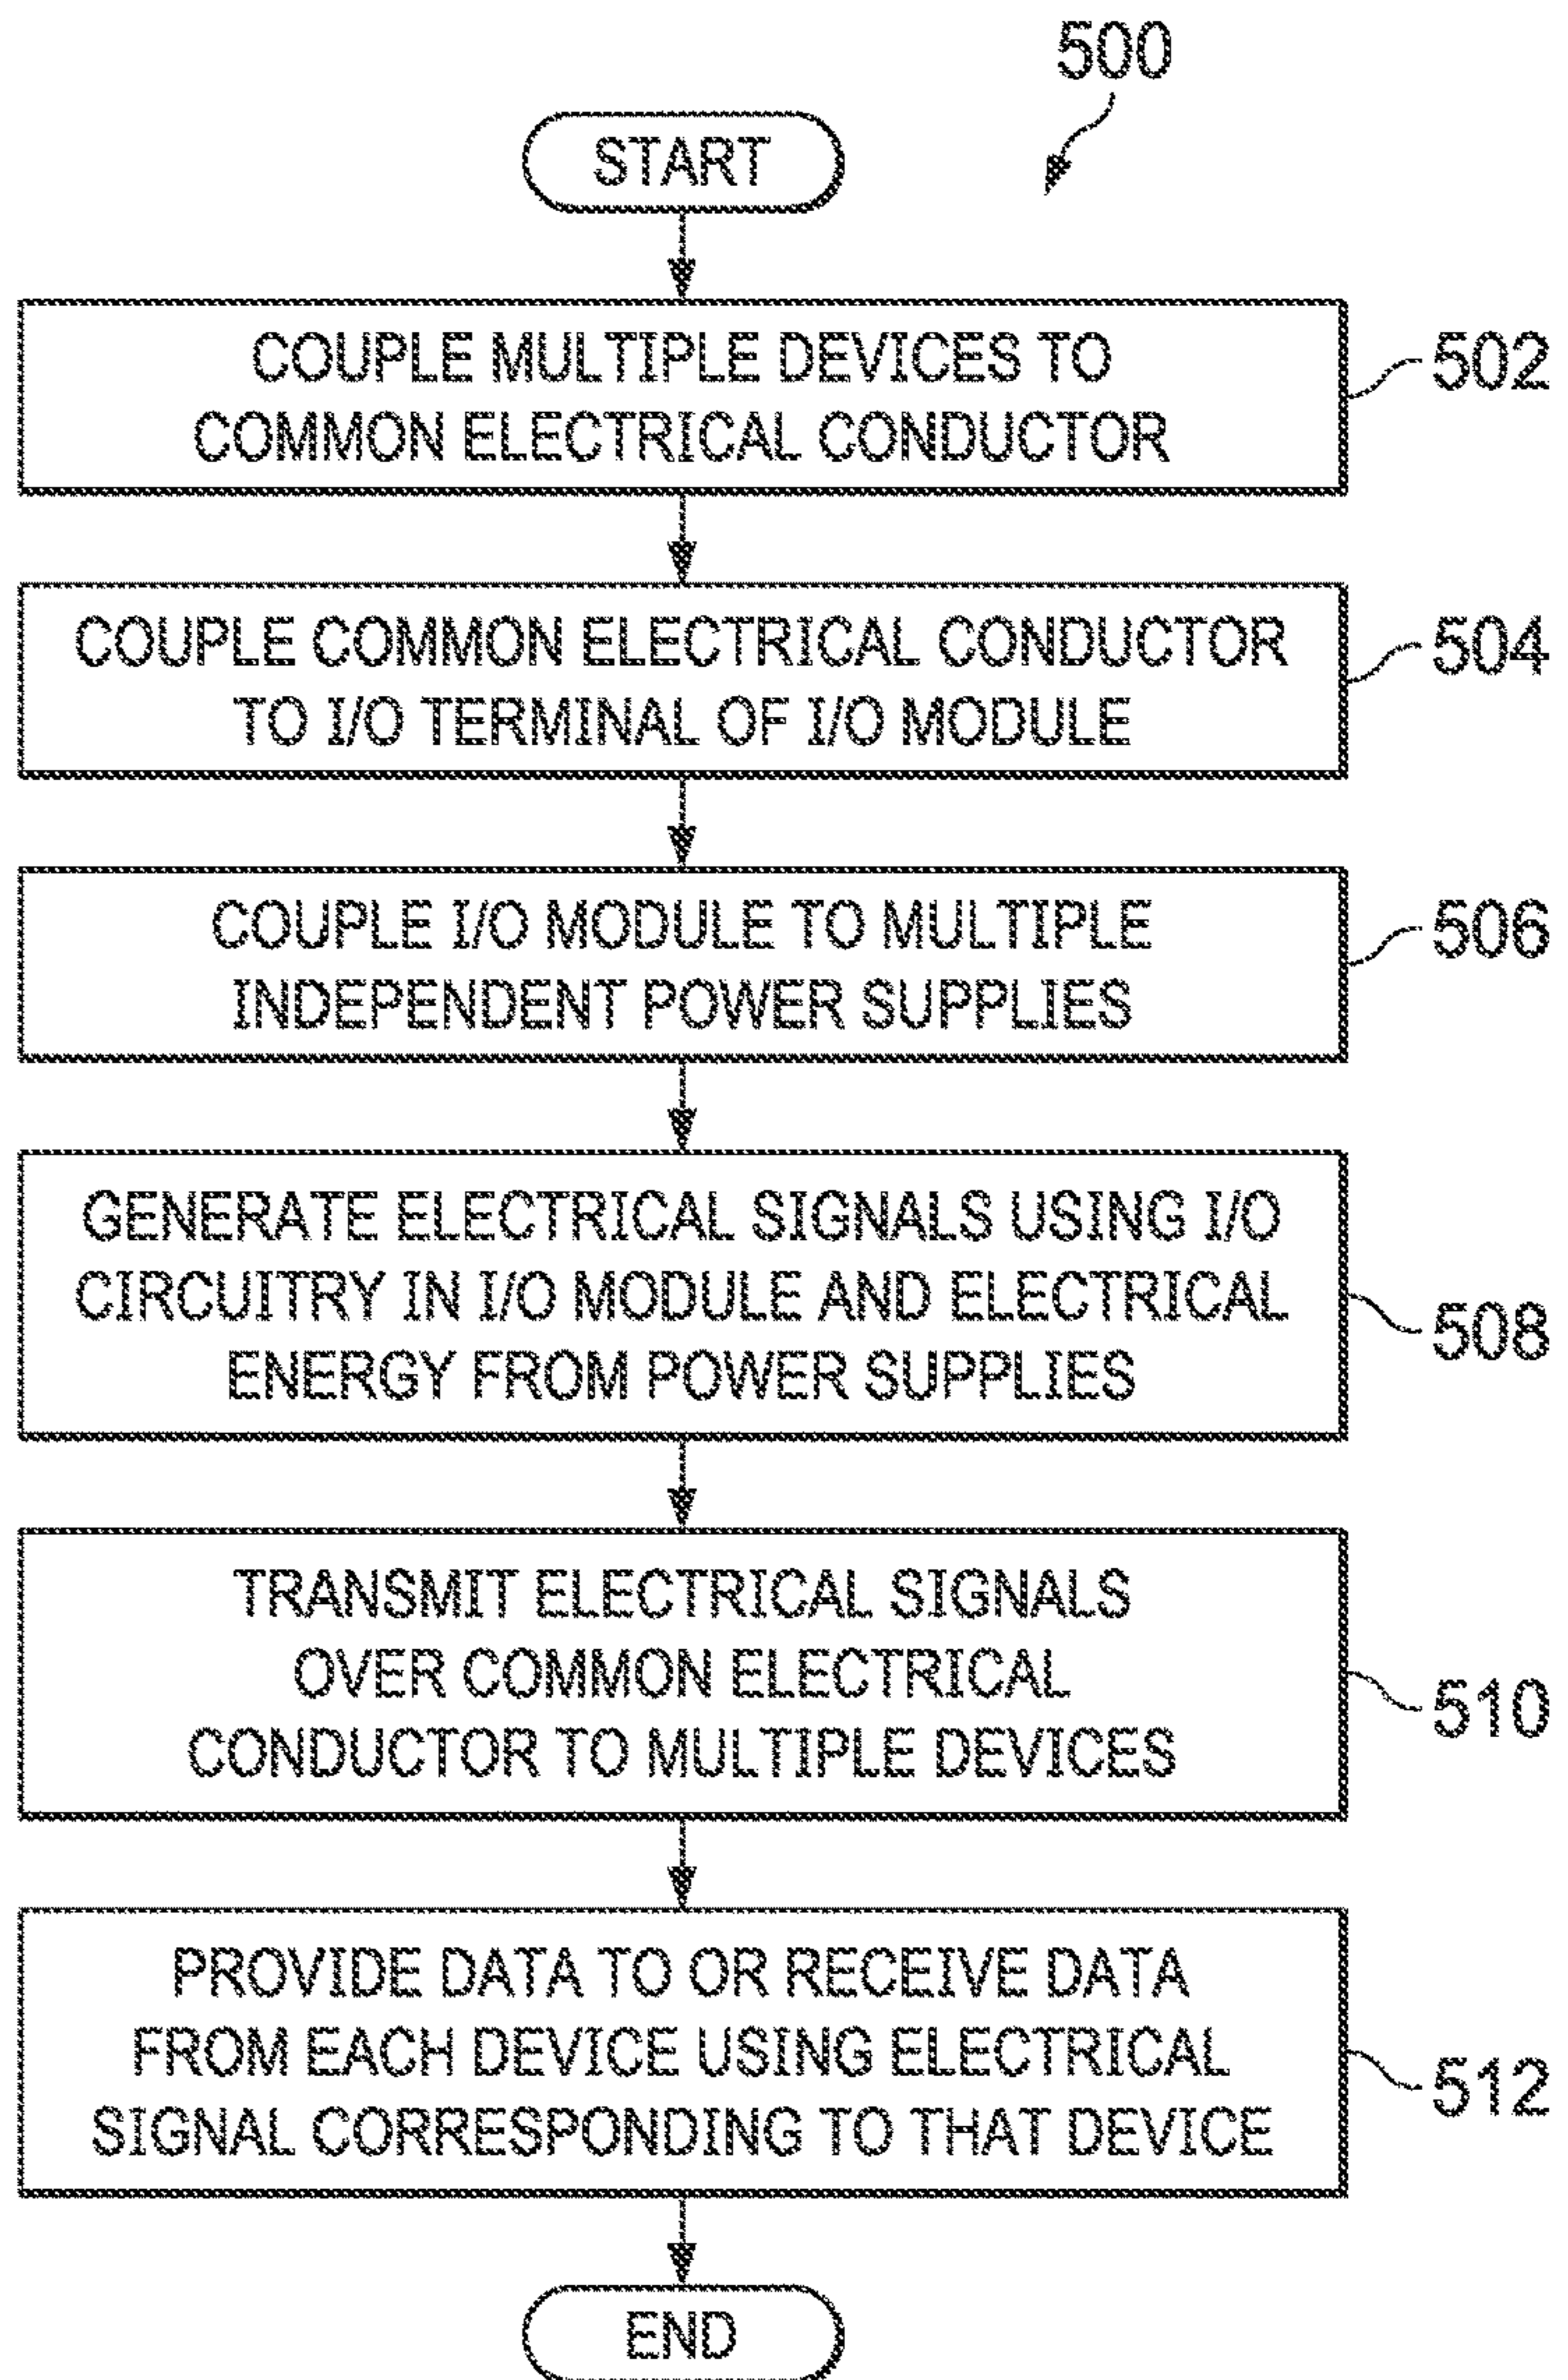 500
START
COUPLE MULTIPLE DEVICES TO
COMMON ELECTRICAL CONDUCTOR
502
COUPLE COMMON ELECTRICAL CONDUCTOR
TO I/O TERMINAL OF I/O MODULE
504
COUPLE I/O MODULE TO MULTIPLE
INDEPENDENT POWER SUPPLIES
506
GENERATE ELECTRICAL SIGNALS USING I/O
CIRCUITRY IN I/O MODULE AND ELECTRICAL
ENERGY FROM POWER SUPPLIES
508
TRANSMIT ELECTRICAL SIGNALS
OVER COMMON ELECTRICAL
CONDUCTOR TO MULTIPLE DEVICES
510
PROVIDE DATA TO OR RECEIVE DATA
FROM EACH DEVICE USING ELECTRICAL
SIGNAL CORRESPONDING TO THAT DEVICE
512
END